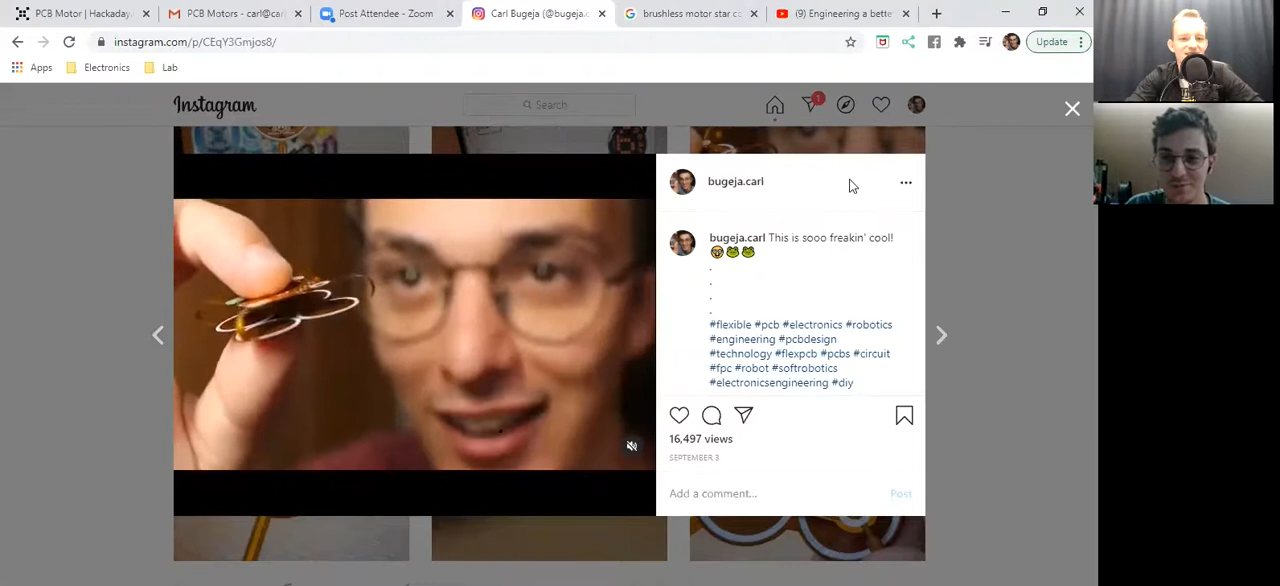 PCB Motor | Hackaday
PCB Motors - carl@car
Post Attendee - Zoom
Carl Bugeja (@bugeja.c
brushless motor star co
(9) Engineering a bette
instagram.com/p/CEqY3Gmjos8/
Update
Apps
Electronics
Lab
Instagram
Search
1
bugeja.carl
bugeja.carl This is sooo freakin' cool!
🤓🐸🐸
.
.
.
.
#flexible #pcb #electronics #robotics
#engineering #pcbdesign
#technology #flexpcb #pcbs #circuit
#fpc #robot #softrobotics
#electronicsengineering #diy
16,497 views
SEPTEMBER 3
Add a comment...
Post